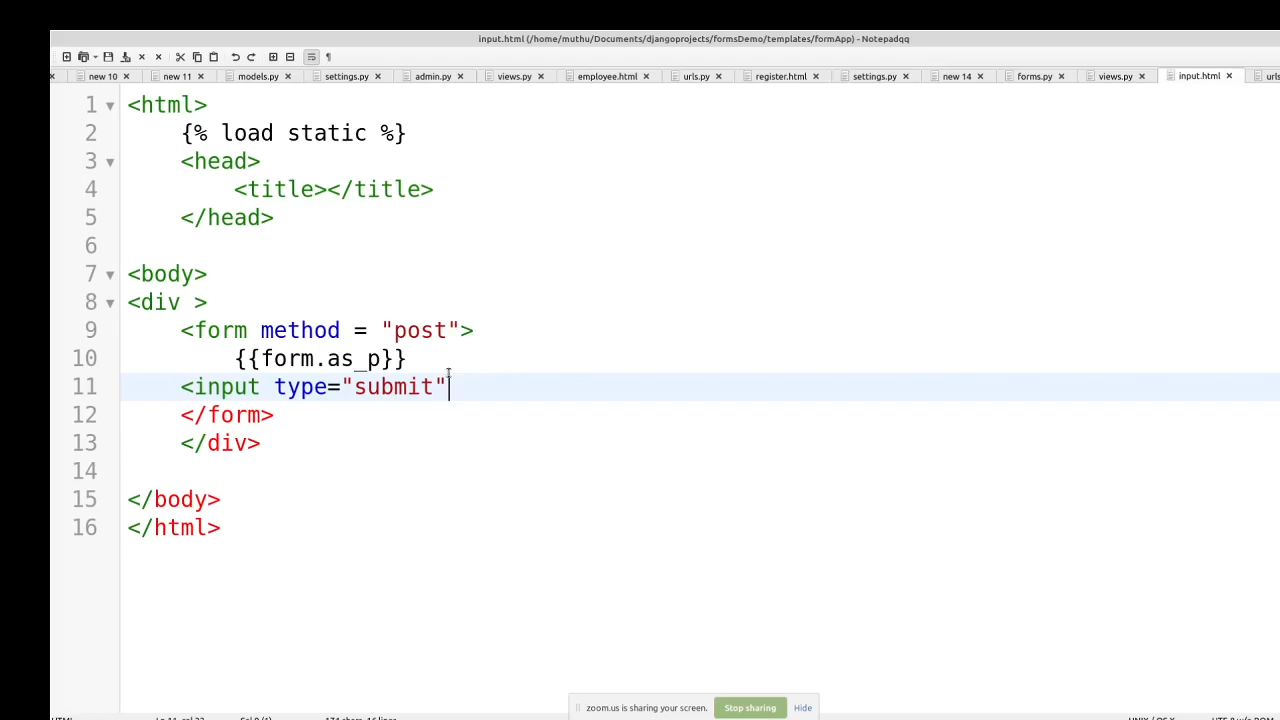 input.html (/home/muthu/Documents/djangoprojects/formsDemo/templates/formApp) - Notepadqq
new 10 new 11 models.py settings.py admin.py views.py employee.html urls.py register.html settings.py new 14 forms.py views.py input.html
1 <html>
2 {% load static %}
3 <head>
4 <title></title>
5 </head>
6
7 <body>
8 <div >
9 <form method = "post">
10 {{form.as_p}}
11 <input type="submit"
12 </form>
13 </div>
14
15 </body>
16 </html>
zoom.us is sharing your screen. Stop sharing Hide